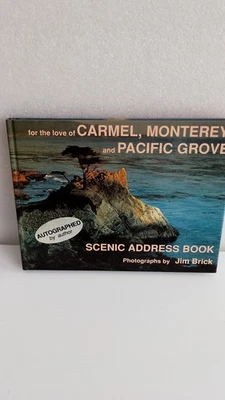 for the love of CARMEL, MONTEREY
and PACIFIC GROVE
AUTOGRAPHED
by author
SCENIC ADDRESS BOOK
Photographs by Jim Brick